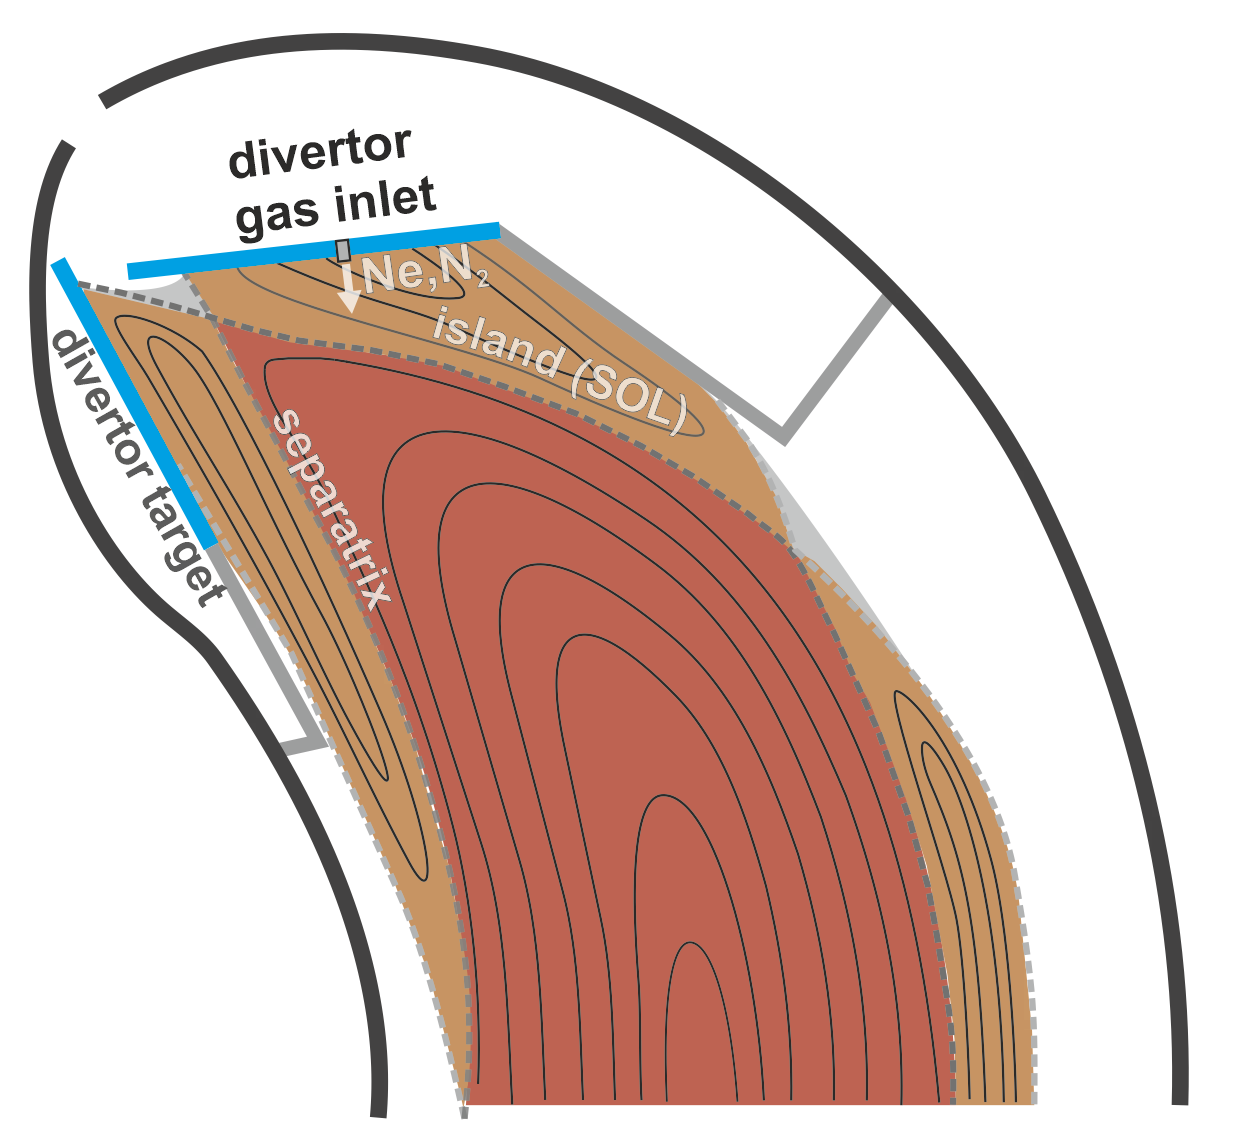 divertor
gas inlet
Ne,N₂
island (SOL)
divertor target
separatrix